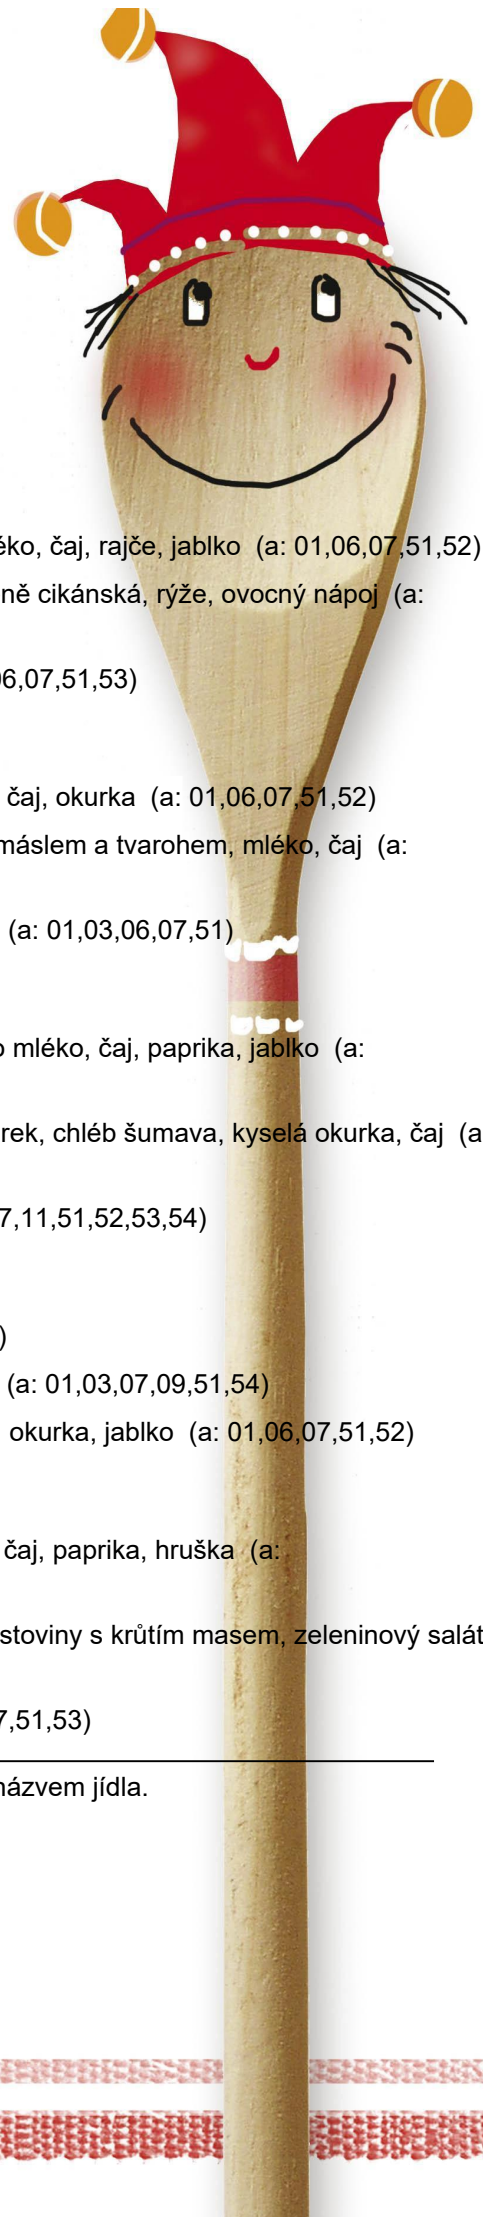 ko, čaj, rajče, jablko (a: 01,06,07,51,52)
ně cikánská, rýže, ovocný nápoj (a:
6,07,51,53)
čaj, okurka (a: 01,06,07,51,52)
máslem a tvarohem, mléko, čaj (a:
(a: 01,03,06,07,51)
o mléko, čaj, paprika, jablko (a:
rek, chléb šumava, kyselá okurka, čaj (a
7,11,51,52,53,54)
)
(a: 01,03,07,09,51,54)
okurka, jablko (a: 01,06,07,51,52)
čaj, paprika, hruška (a:
stoviny s krůtím masem, zeleninový salát
7,51,53)
názvem jídla.